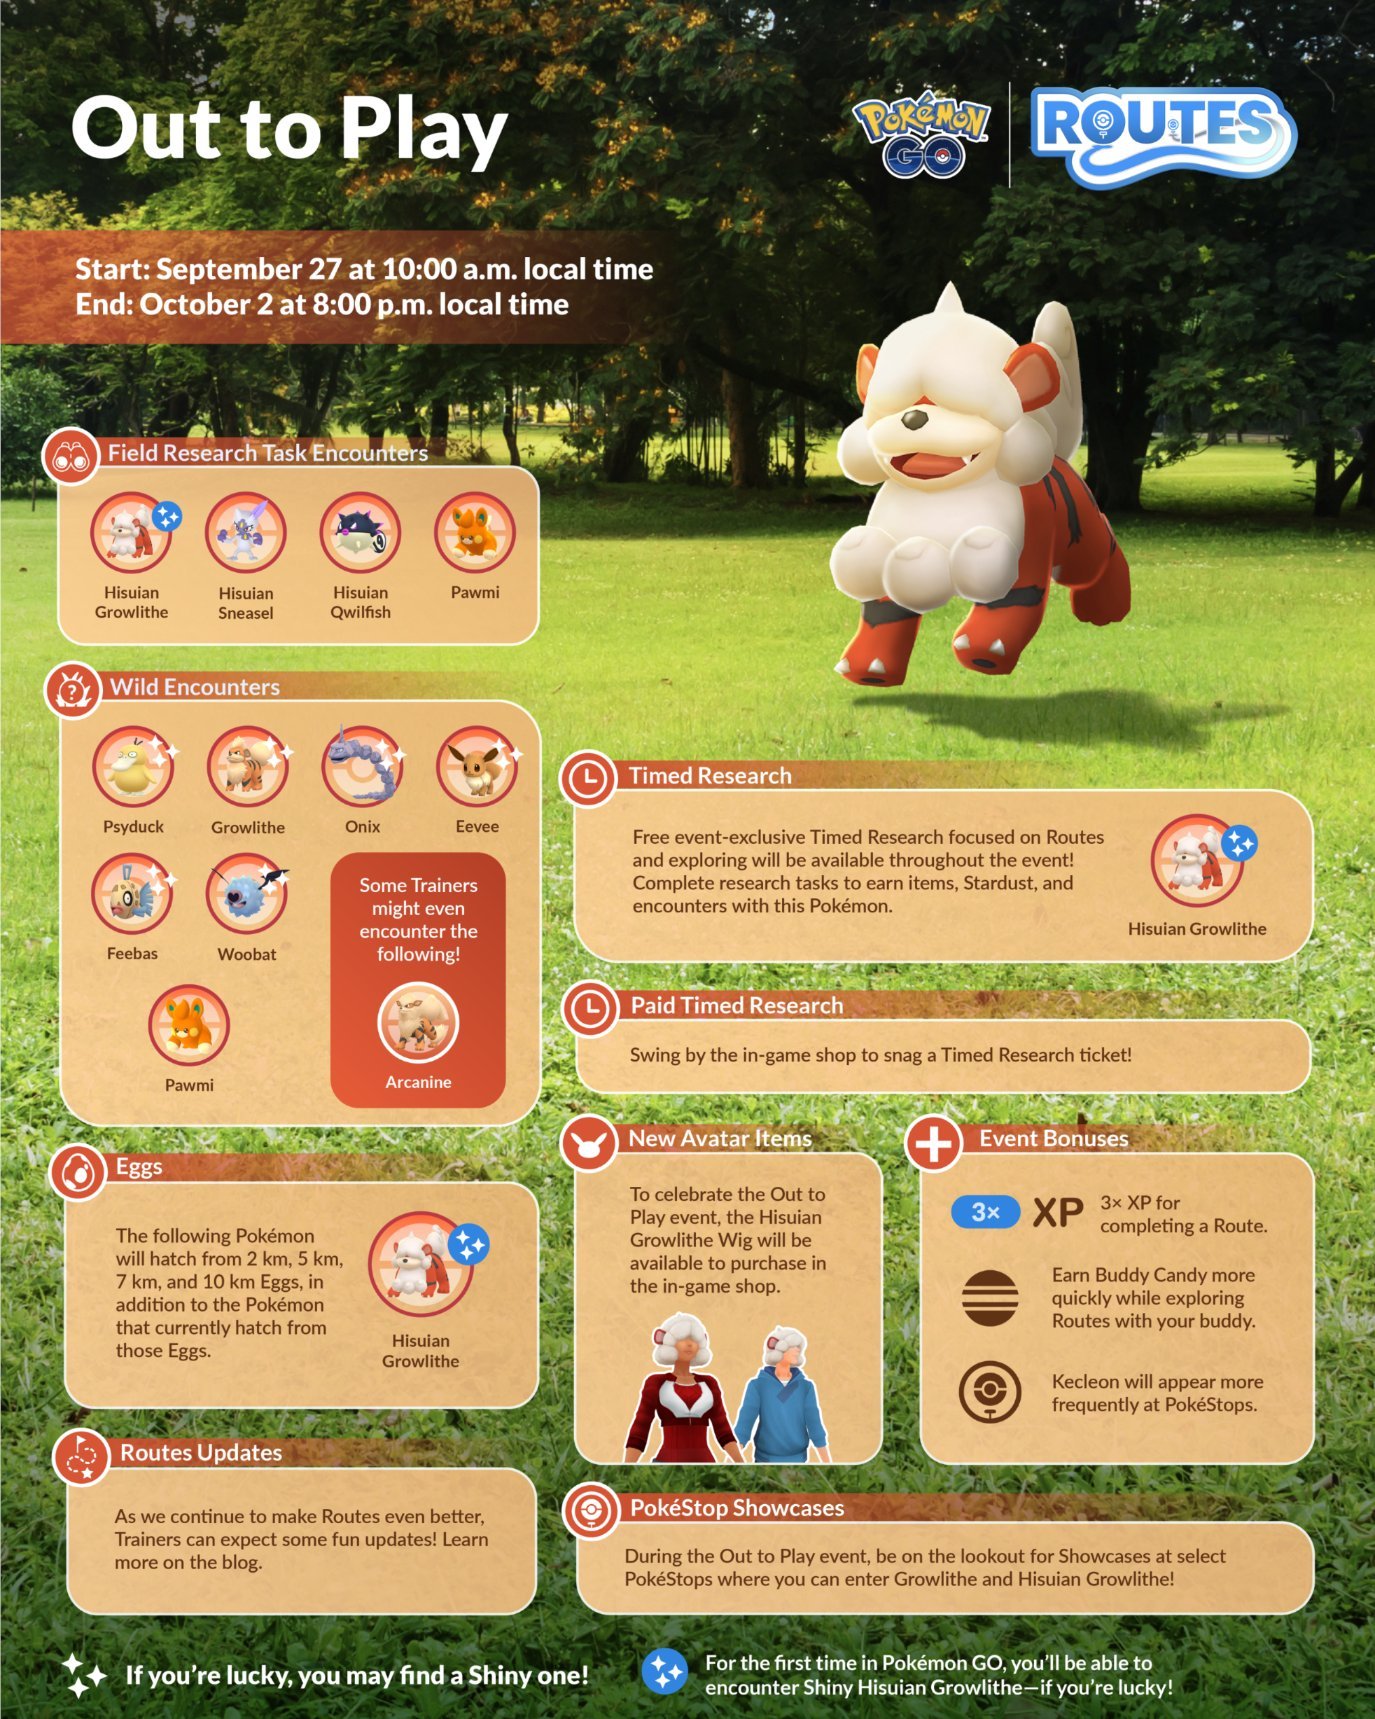 Out to Play
POKÉMON
GO
ROUTES
Start: September 27 at 10:00 a.m. local time
End: October 2 at 8:00 p.m. local time
Field Research Task Encounters
Hisuian
Growlithe
Hisuian
Sneasel
Hisuian
Qwilfish
Pawmi
Wild Encounters
?
Psyduck
Growlithe
Onix
Eevee
Feebas
Woobat
Pawmi
Some Trainers
might even
encounter the
following!
Arcanine
Eggs
The following Pokémon
will hatch from 2 km, 5 km,
7 km, and 10 km Eggs, in
addition to the Pokémon
that currently hatch from
those Eggs.
Hisuian
Growlithe
Routes Updates
As we continue to make Routes even better,
Trainers can expect some fun updates! Learn
more on the blog.
Timed Research
Free event-exclusive Timed Research focused on Routes
and exploring will be available throughout the event!
Complete research tasks to earn items, Stardust, and
encounters with this Pokémon.
Hisuian Growlithe
Paid Timed Research
Swing by the in-game shop to snag a Timed Research ticket!
New Avatar Items
To celebrate the Out to
Play event, the Hisuian
Growlithe Wig will be
available to purchase in
the in-game shop.
Event Bonuses
3× XP
3× XP for
completing a Route.
Earn Buddy Candy more
quickly while exploring
Routes with your buddy.
Kecleon will appear more
frequently at PokéStops.
PokéStop Showcases
During the Out to Play event, be on the lookout for Showcases at select
PokéStops where you can enter Growlithe and Hisuian Growlithe!
If you're lucky, you may find a Shiny one!
For the first time in Pokémon GO, you'll be able to
encounter Shiny Hisuian Growlithe—if you're lucky!